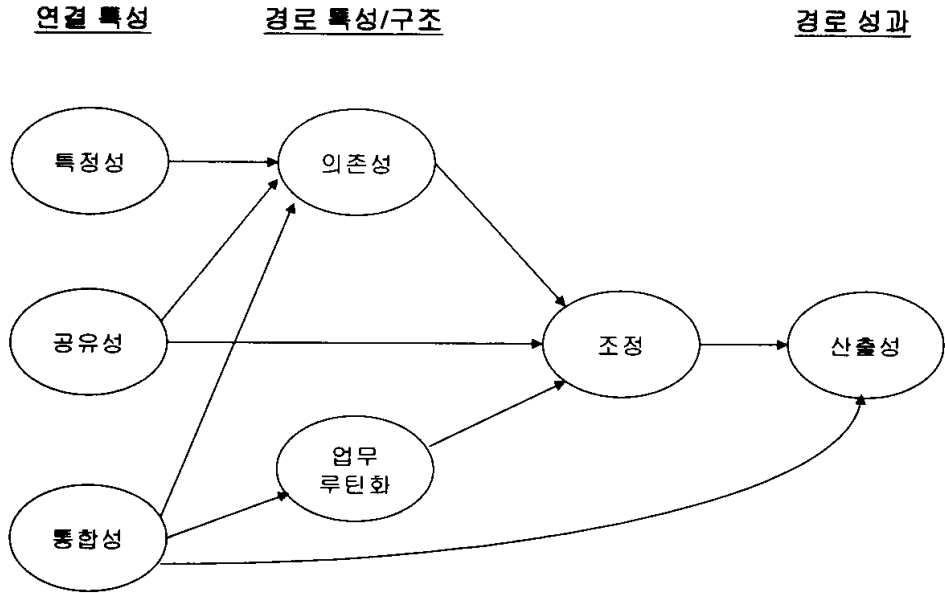 연결 특성
경로 특성/구조
경로 성과
특정성
의존성
공유성
조정
산출성
업무
루틴화
통합성